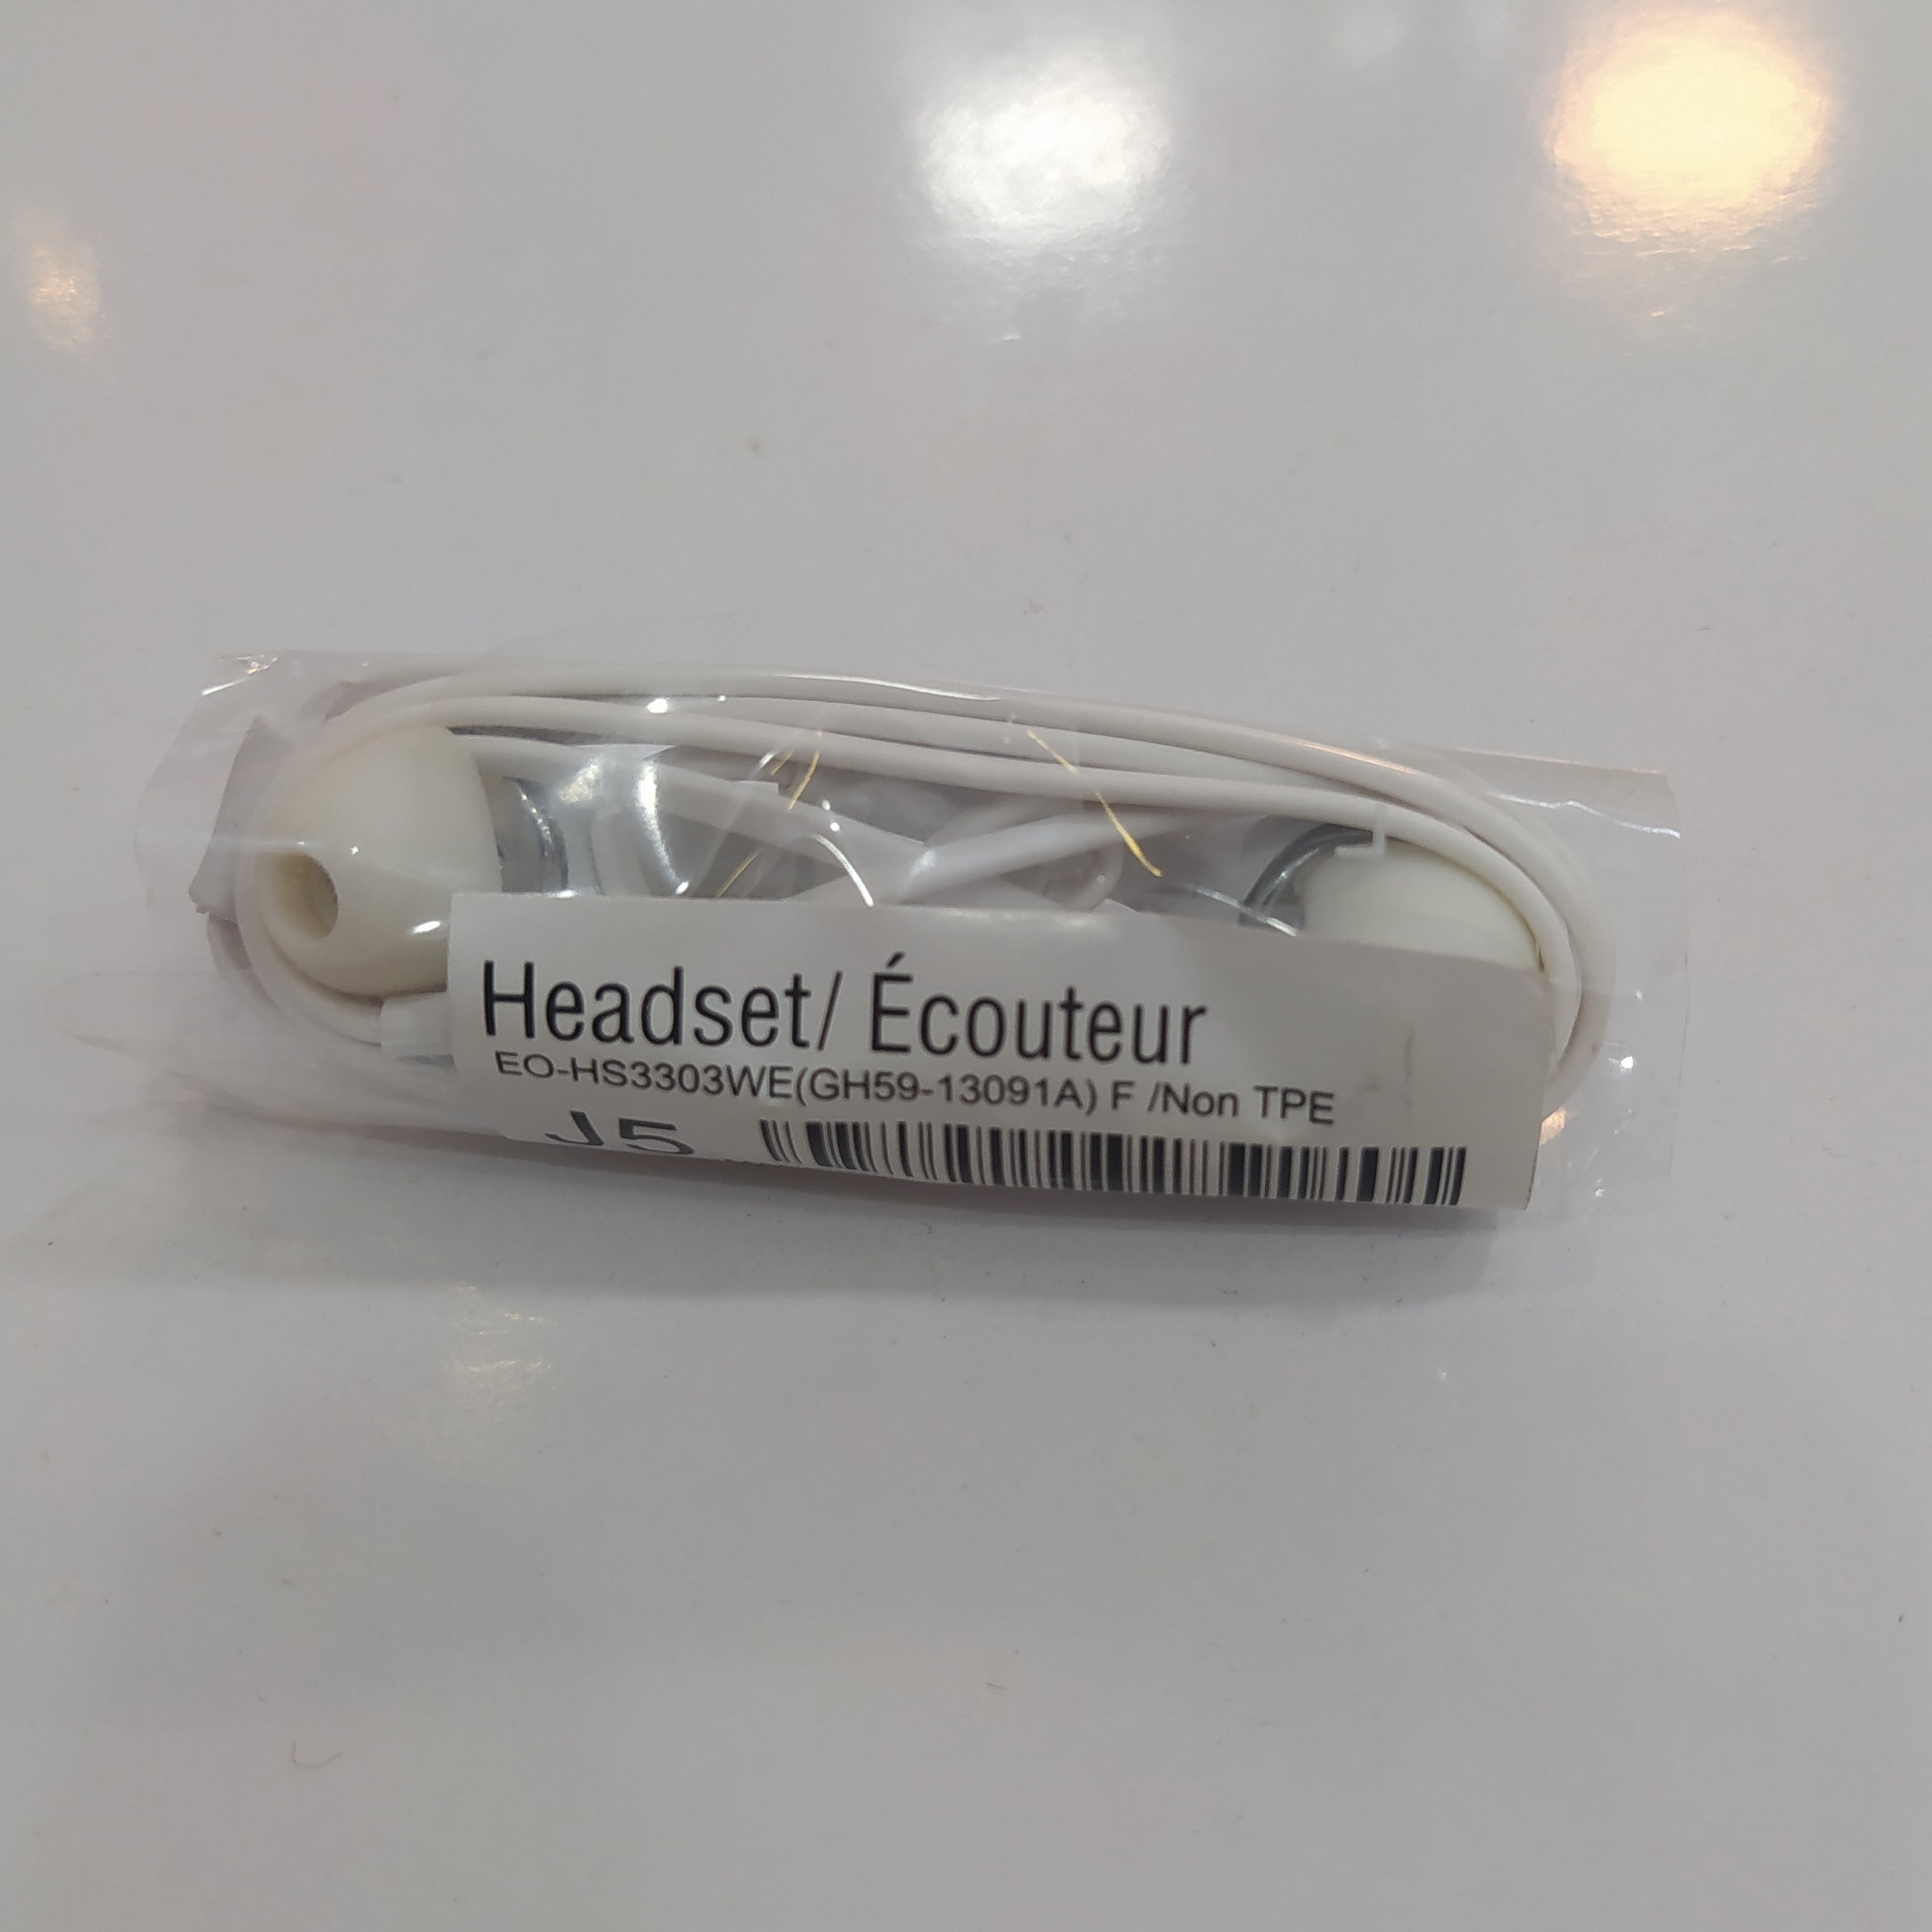 Headset/ Écouteur
EO-HS3303WE(GH59-13091A) F /Non TPE
J5